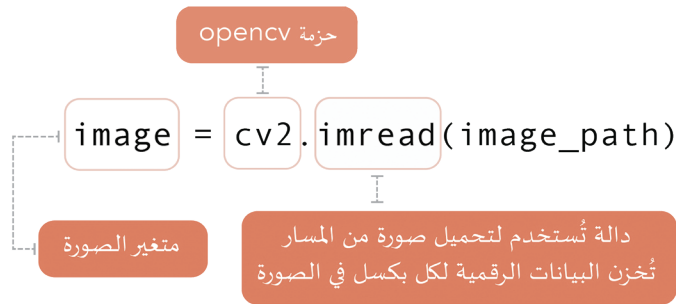 حزمة opencv
image = cv2.imread(image_path)
متغير الصورة
دالة تُستخدم لتحميل صورة من المسار
تُخزن البيانات الرقمية لكل بكسل في الصورة